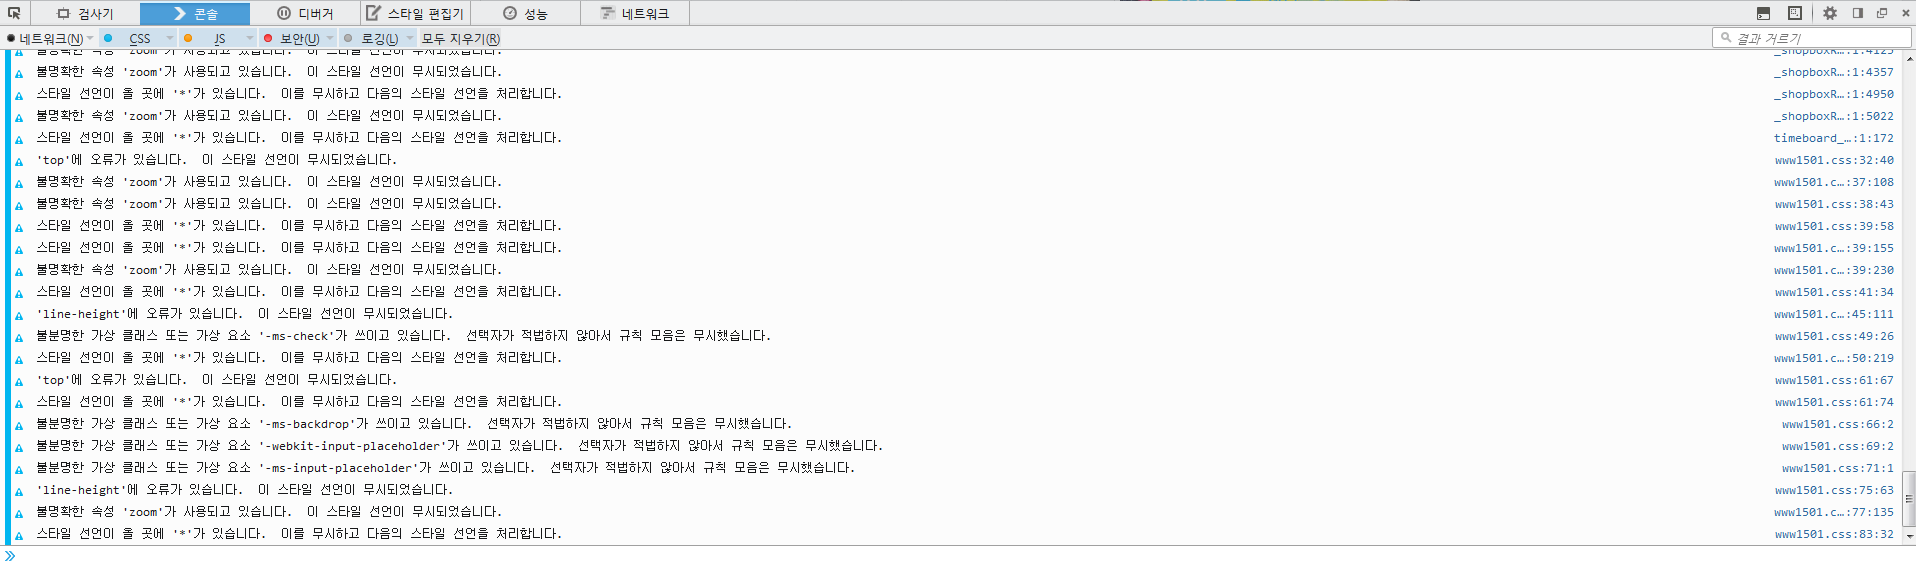 검사기 콘솔 디버거 스타일 편집기 성능 네트워크
네트워크(N) CSS JS 보안(U) 로깅(L) 모두 지우기(R) 결과 거르기
불명확한 속성 'zoom'가 사용되고 있습니다. 이 스타일 선언이 무시되었습니다. _shopboxR…:1:4125
불명확한 속성 'zoom'가 사용되고 있습니다. 이 스타일 선언이 무시되었습니다. _shopboxR…:1:4357
스타일 선언이 올 곳에 '*'가 있습니다. 이를 무시하고 다음의 스타일 선언을 처리합니다. _shopboxR…:1:4950
불명확한 속성 'zoom'가 사용되고 있습니다. 이 스타일 선언이 무시되었습니다. _shopboxR…:1:5022
스타일 선언이 올 곳에 '*'가 있습니다. 이를 무시하고 다음의 스타일 선언을 처리합니다. timeboard_…:1:172
'top'에 오류가 있습니다. 이 스타일 선언이 무시되었습니다. www1501.css:32:40
불명확한 속성 'zoom'가 사용되고 있습니다. 이 스타일 선언이 무시되었습니다. www1501.c…:37:108
불명확한 속성 'zoom'가 사용되고 있습니다. 이 스타일 선언이 무시되었습니다. www1501.css:38:43
스타일 선언이 올 곳에 '*'가 있습니다. 이를 무시하고 다음의 스타일 선언을 처리합니다. www1501.css:39:58
스타일 선언이 올 곳에 '*'가 있습니다. 이를 무시하고 다음의 스타일 선언을 처리합니다. www1501.c…:39:155
불명확한 속성 'zoom'가 사용되고 있습니다. 이 스타일 선언이 무시되었습니다. www1501.c…:39:230
스타일 선언이 올 곳에 '*'가 있습니다. 이를 무시하고 다음의 스타일 선언을 처리합니다. www1501.css:41:34
'line-height'에 오류가 있습니다. 이 스타일 선언이 무시되었습니다. www1501.c…:45:111
불분명한 가상 클래스 또는 가상 요소 '-ms-check'가 쓰이고 있습니다. 선택자가 적법하지 않아서 규칙 모음은 무시했습니다. www1501.css:49:26
스타일 선언이 올 곳에 '*'가 있습니다. 이를 무시하고 다음의 스타일 선언을 처리합니다. www1501.c…:50:219
'top'에 오류가 있습니다. 이 스타일 선언이 무시되었습니다. www1501.css:61:67
스타일 선언이 올 곳에 '*'가 있습니다. 이를 무시하고 다음의 스타일 선언을 처리합니다. www1501.css:61:74
불분명한 가상 클래스 또는 가상 요소 '-ms-backdrop'가 쓰이고 있습니다. 선택자가 적법하지 않아서 규칙 모음은 무시했습니다. www1501.css:66:2
불분명한 가상 클래스 또는 가상 요소 '-webkit-input-placeholder'가 쓰이고 있습니다. 선택자가 적법하지 않아서 규칙 모음은 무시했습니다. www1501.css:69:2
불분명한 가상 클래스 또는 가상 요소 '-ms-input-placeholder'가 쓰이고 있습니다. 선택자가 적법하지 않아서 규칙 모음은 무시했습니다. www1501.css:71:1
'line-height'에 오류가 있습니다. 이 스타일 선언이 무시되었습니다. www1501.css:75:63
불명확한 속성 'zoom'가 사용되고 있습니다. 이 스타일 선언이 무시되었습니다. www1501.c…:77:135
스타일 선언이 올 곳에 '*'가 있습니다. 이를 무시하고 다음의 스타일 선언을 처리합니다. www1501.css:83:32